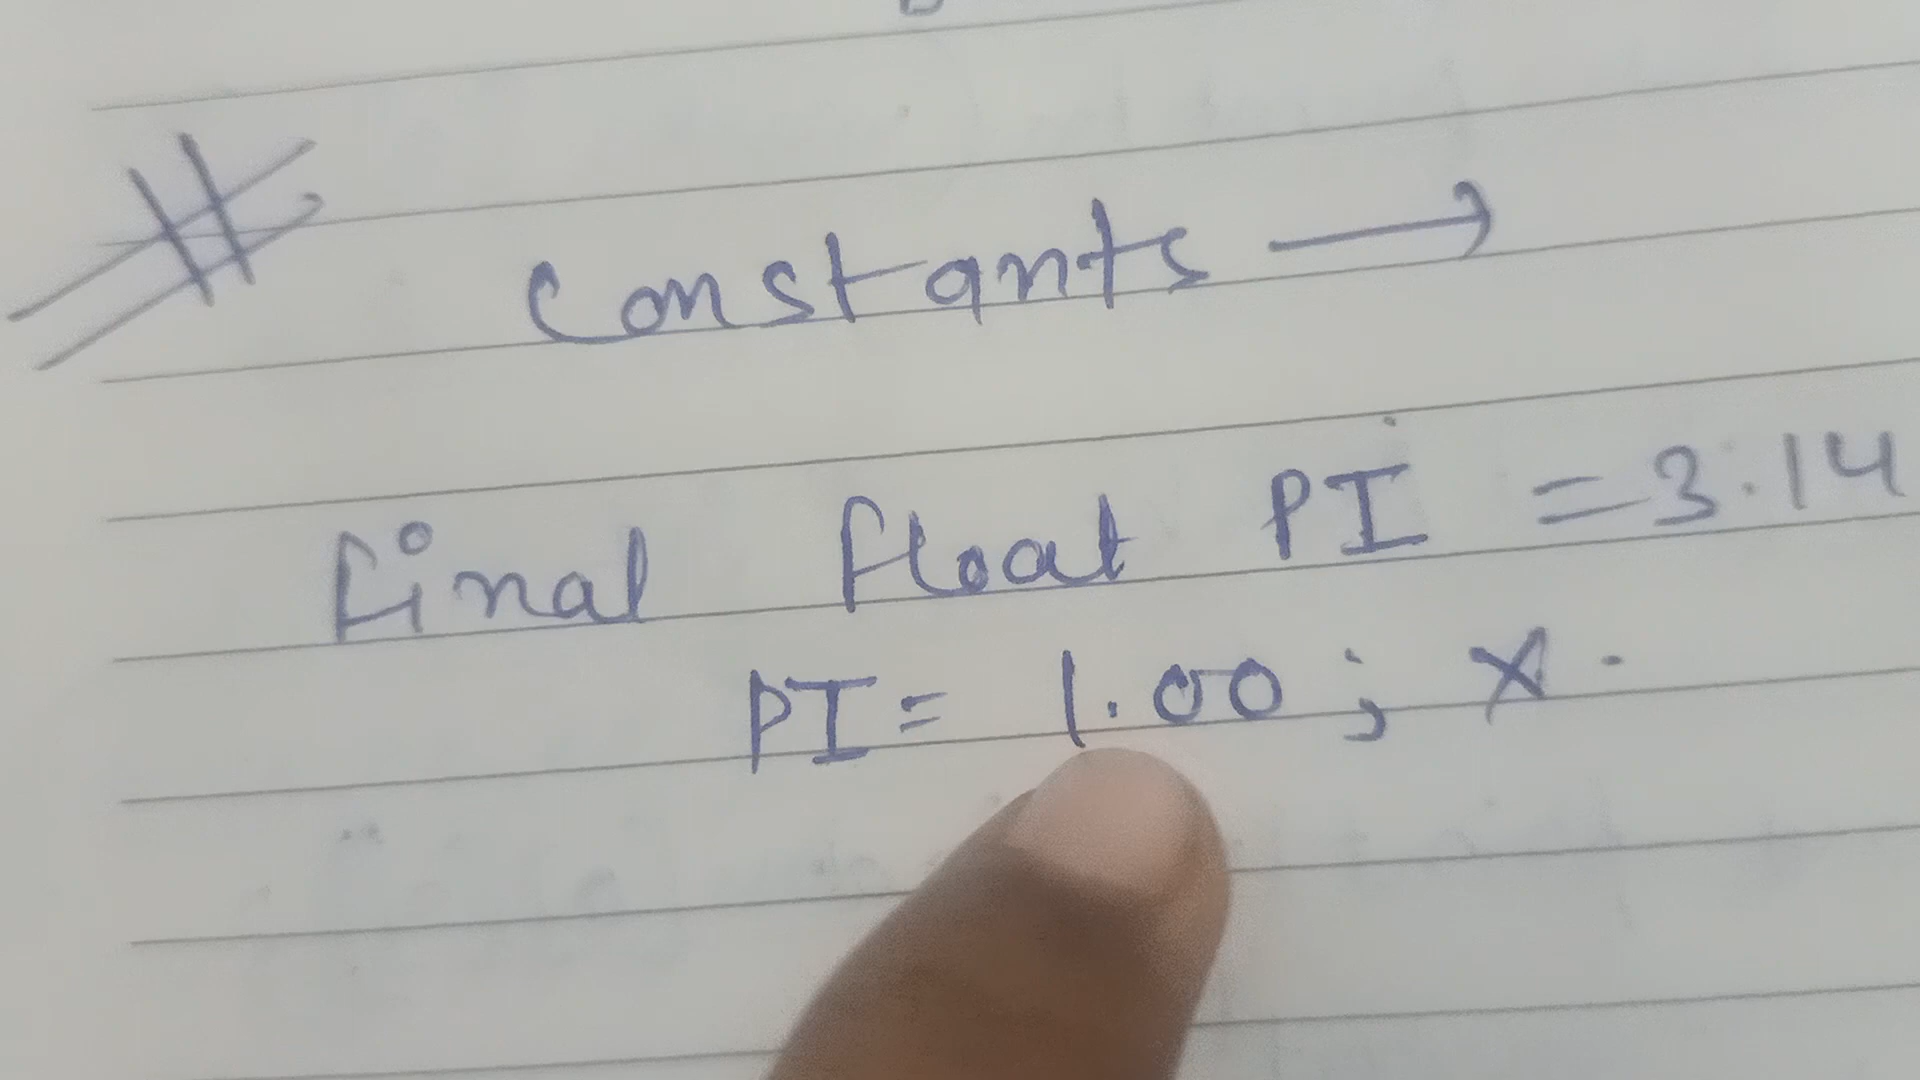 # Constants →
final float PI = 3.14
PI = 1.00 ; x .